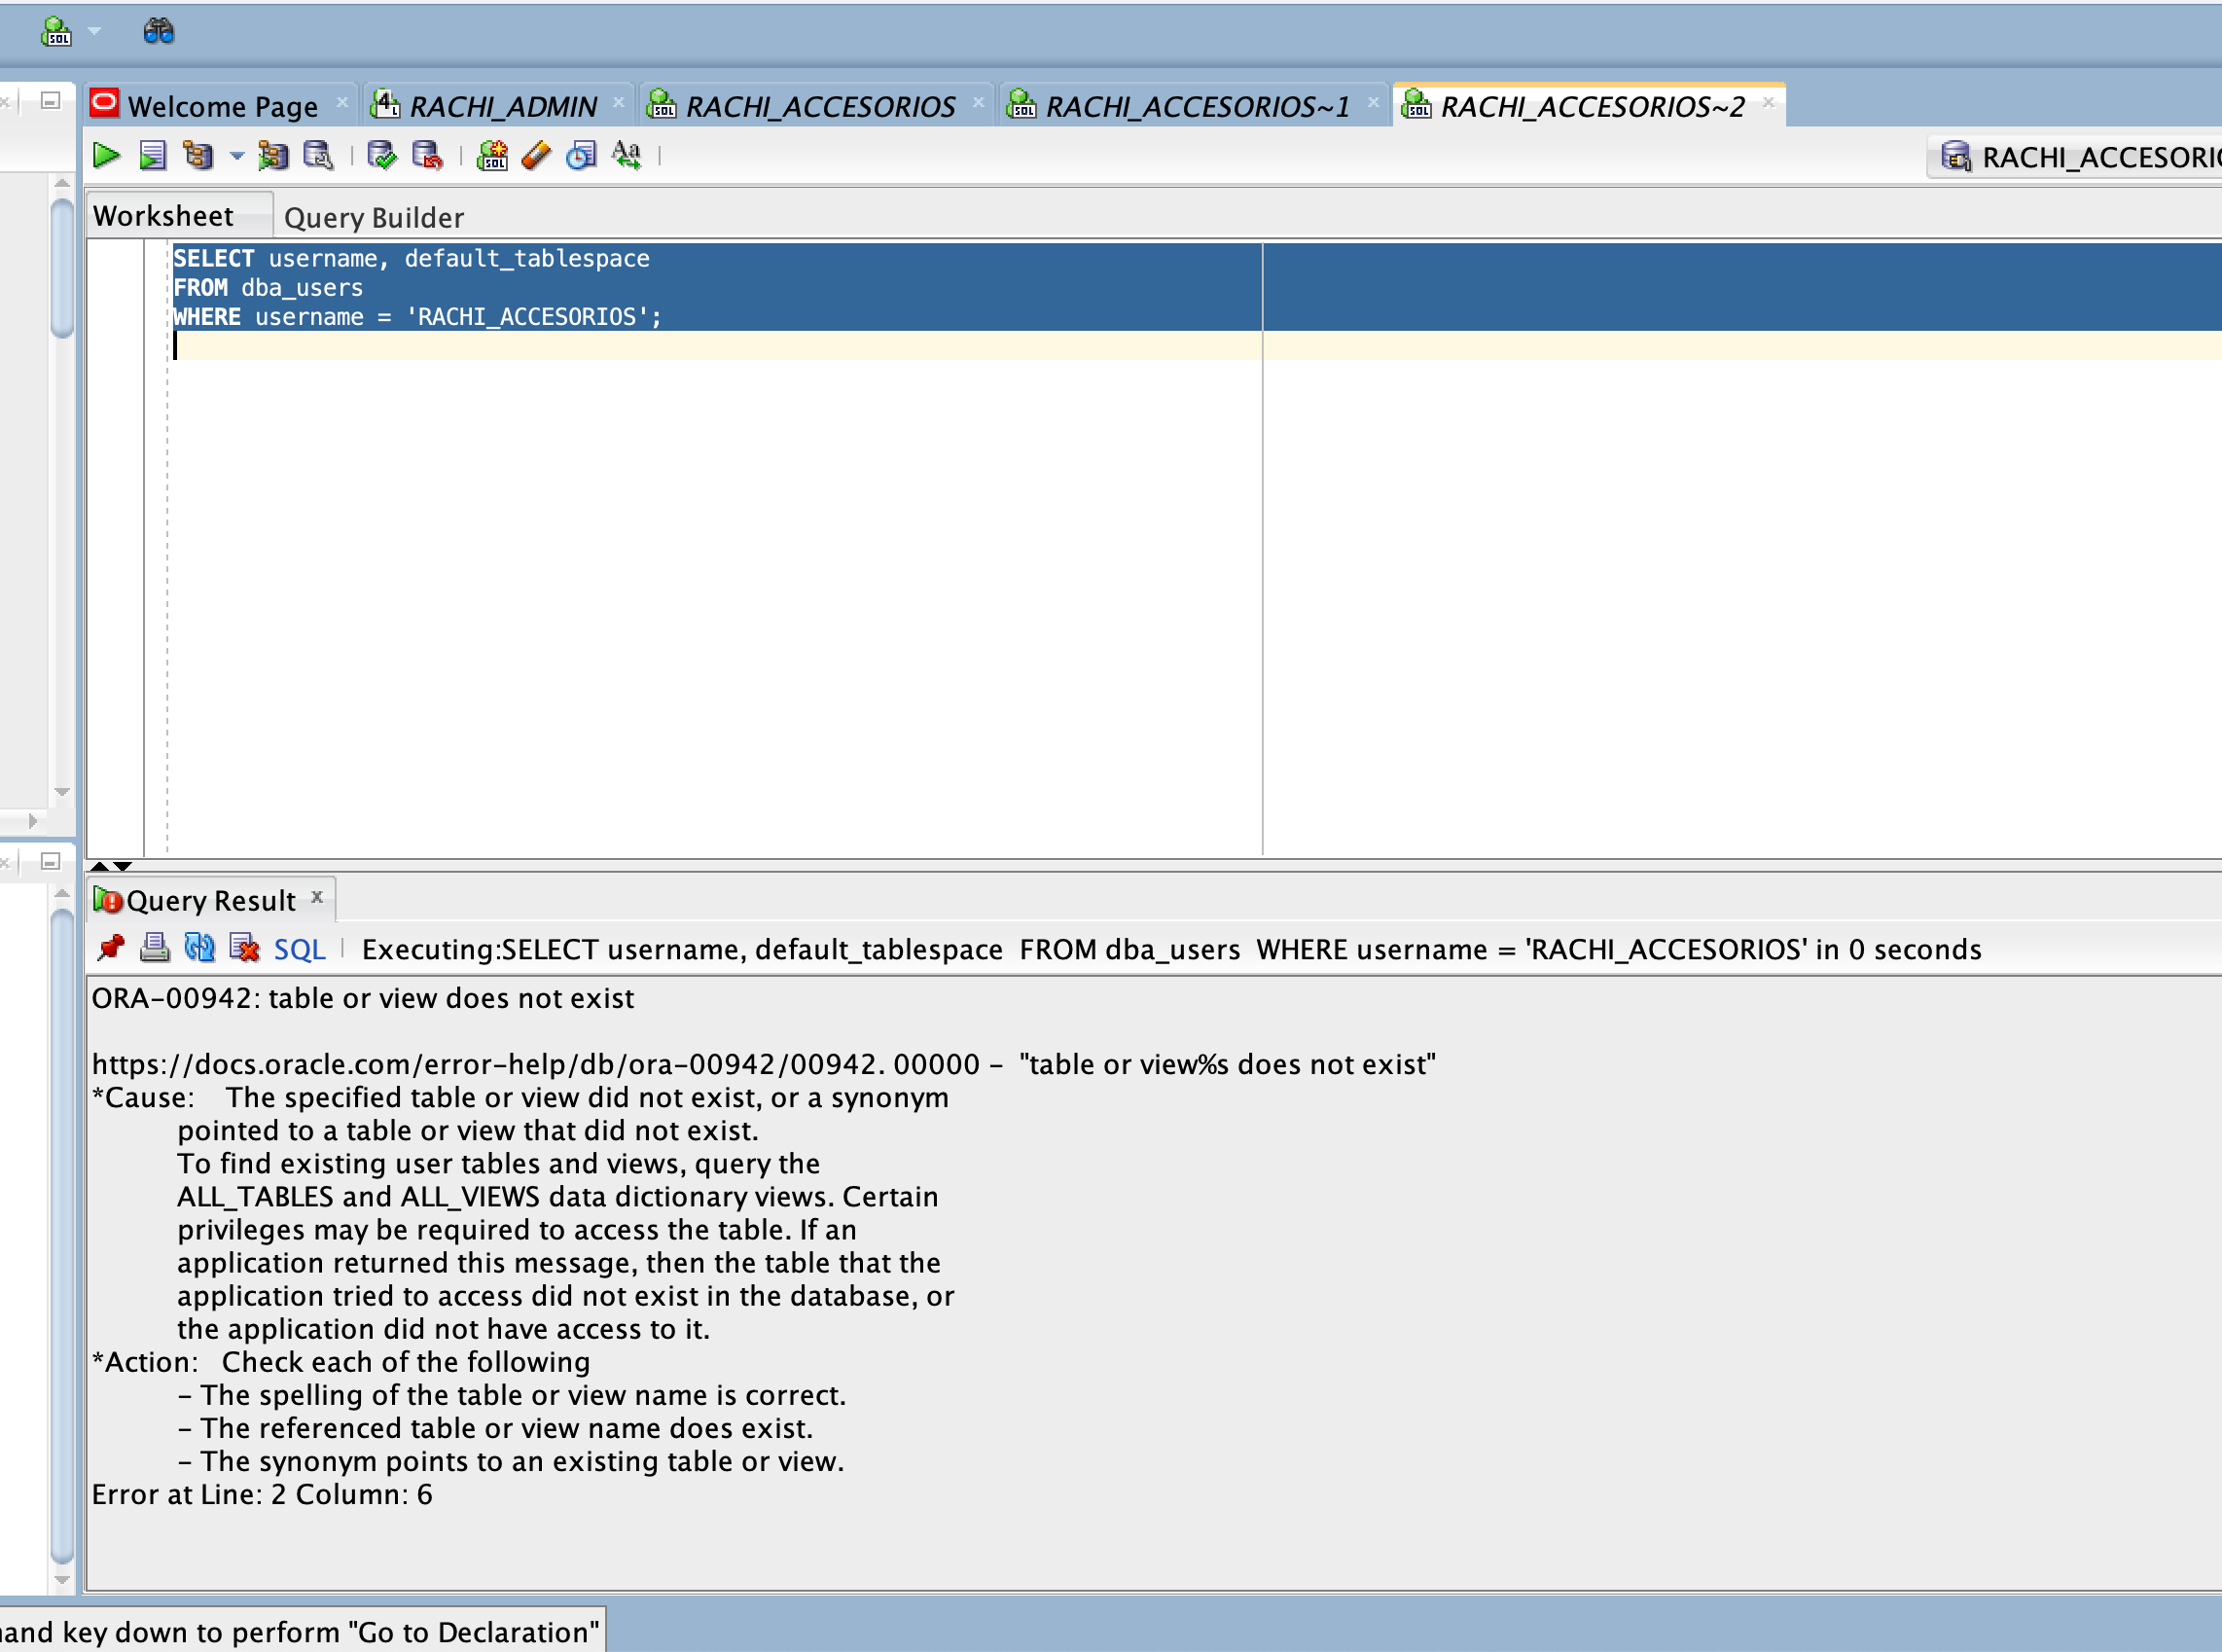 Welcome Page
RACHI_ADMIN
RACHI_ACCESORIOS
RACHI_ACCESORIOS~1
RACHI_ACCESORIOS~2
Worksheet
Query Builder
SELECT username, default_tablespace
FROM dba_users
WHERE username = 'RACHI_ACCESORIOS';
Query Result
SQL
Executing:SELECT username, default_tablespace  FROM dba_users  WHERE username = 'RACHI_ACCESORIOS' in 0 seconds
ORA-00942: table or view does not exist
https://docs.oracle.com/error-help/db/ora-00942/00942. 00000 -  "table or view%s does not exist"
*Cause:    The specified table or view did not exist, or a synonym
pointed to a table or view that did not exist.
To find existing user tables and views, query the
ALL_TABLES and ALL_VIEWS data dictionary views. Certain
privileges may be required to access the table. If an
application returned this message, then the table that the
application tried to access did not exist in the database, or
the application did not have access to it.
*Action:   Check each of the following
- The spelling of the table or view name is correct.
- The referenced table or view name does exist.
- The synonym points to an existing table or view.
Error at Line: 2 Column: 6
key down to perform "Go to Declaration"